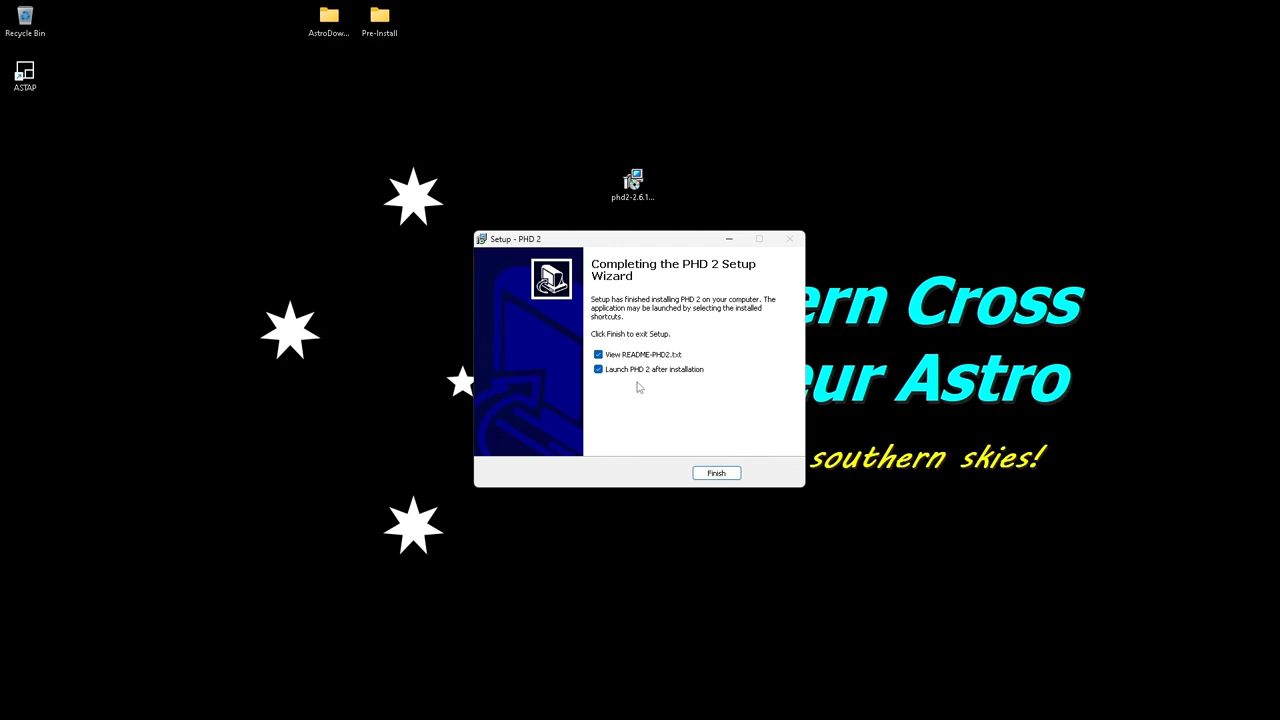 Recycle Bin
AstroDow...
Pre-Install
ASTAP
phd2-2.6.1...
Setup - PHD 2
Completing the PHD 2 Setup
Wizard
Setup has finished installing PHD 2 on your computer. The
application may be launched by selecting the installed
shortcuts.
Click Finish to exit Setup.
View README-PHD2.txt
Launch PHD 2 after installation
Finish
ern Cross
eur Astro
southern skies!